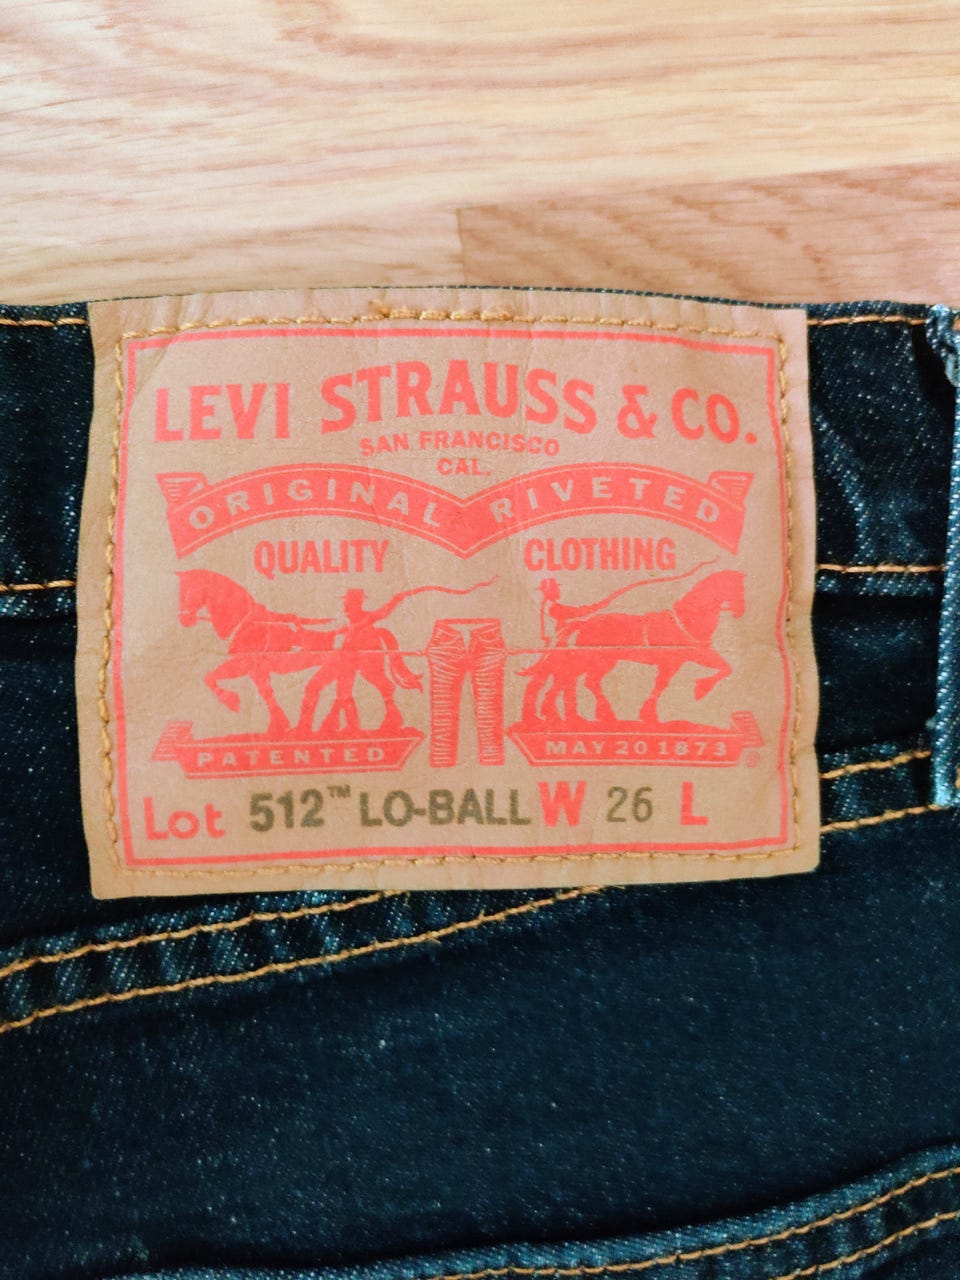 LEVI STRAUSS & CO.
SAN FRANCISCO
CAL.
ORIGINAL RIVETED
QUALITY CLOTHING
PATENTED MAY 20 1873 ®
Lot 512™ LO-BALL W 26 L